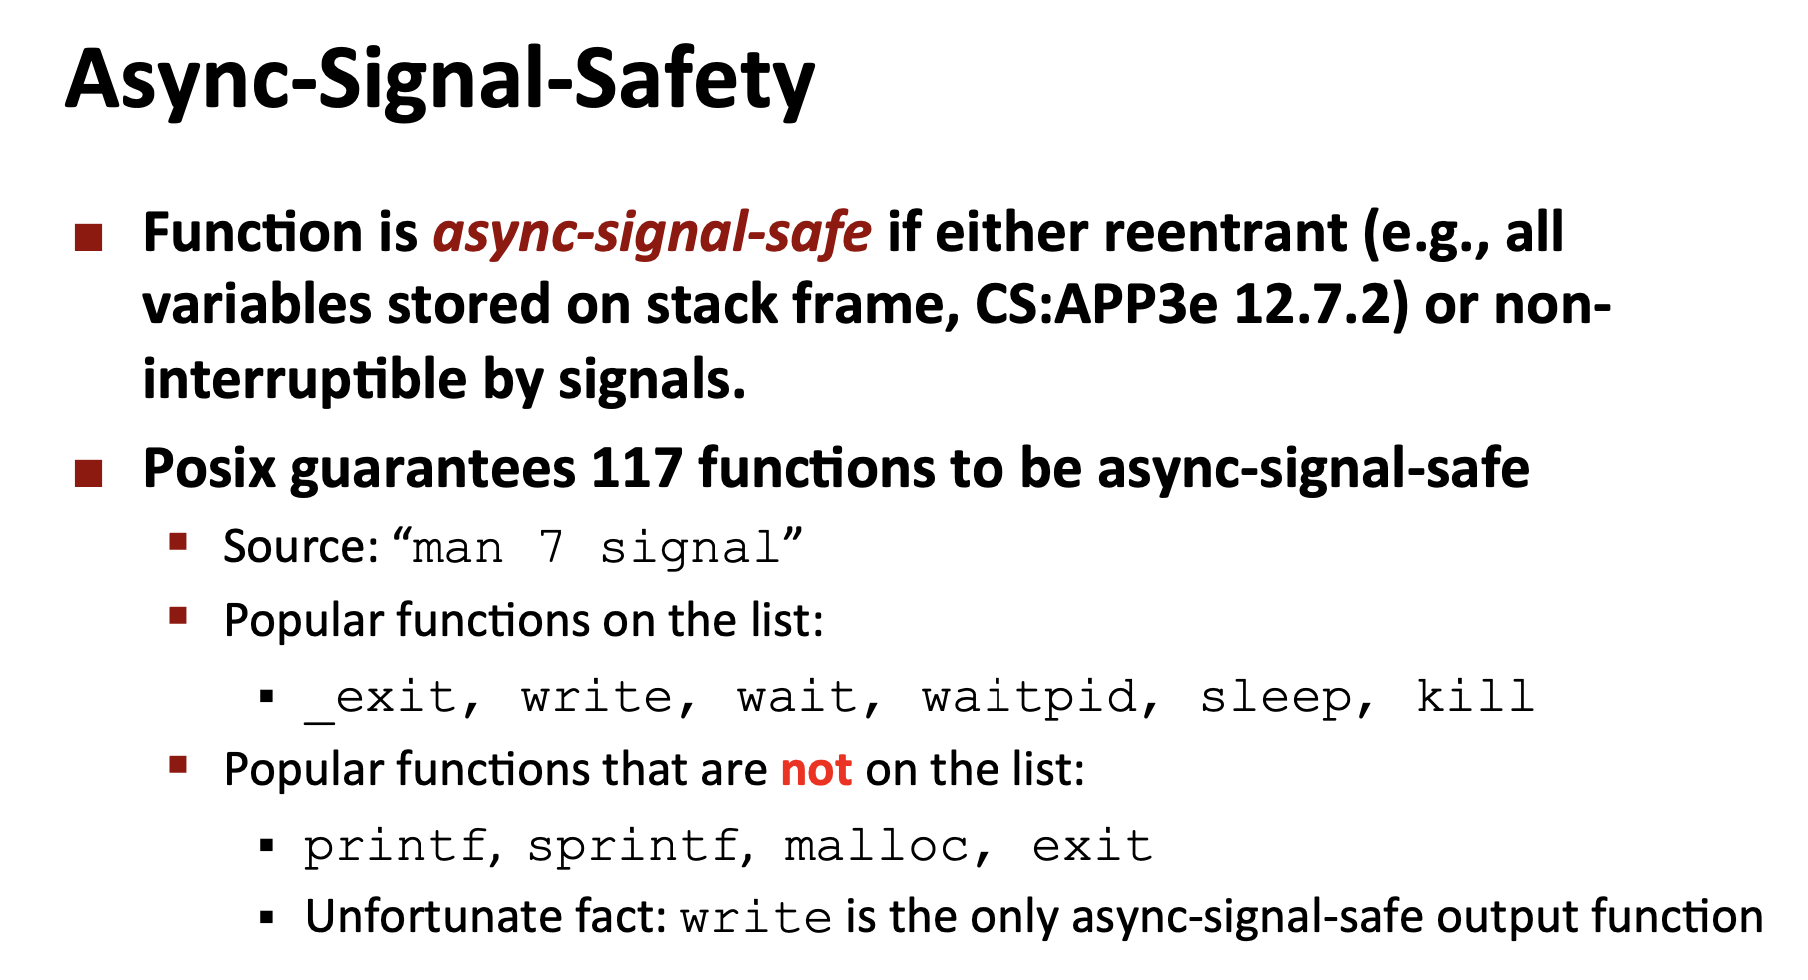 Async-Signal-Safety
Function is async-signal-safe if either reentrant (e.g., all
variables stored on stack frame, CS:APP3e 12.7.2) or non-
interruptible by signals.
Posix guarantees 117 functions to be async-signal-safe
Source: “man 7 signal”
Popular functions on the list:
_exit, write, wait, waitpid, sleep, kill
Popular functions that are not on the list:
printf, sprintf, malloc, exit
Unfortunate fact: write is the only async-signal-safe output function